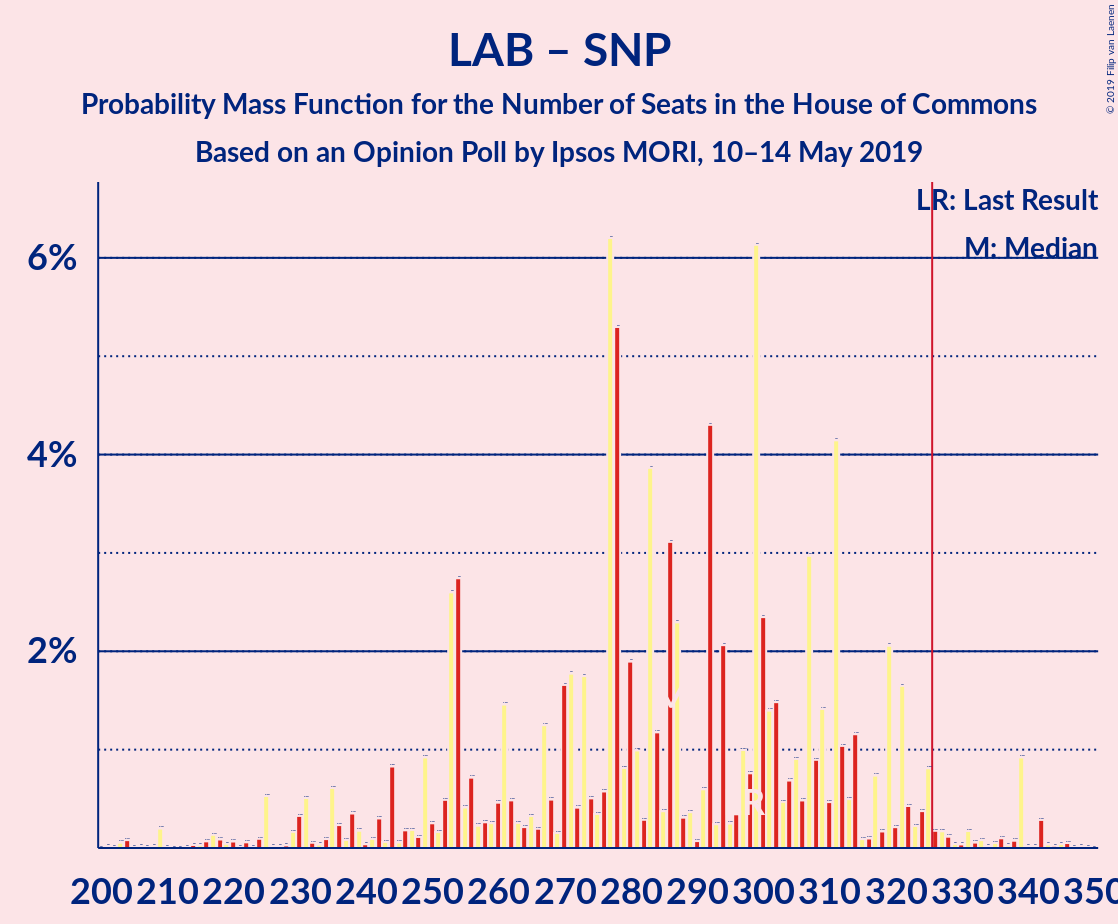 LAB – SNP
Probability Mass Function for the Number of Seats in the House of Commons
Based on an Opinion Poll by Ipsos MORI, 10–14 May 2019
© 2019 Filip van Laenen
LR: Last Result
M: Median
6%
4%
2%
M
LR
200 210 220 230 240 250 260 270 280 290 300 310 320 330 340 350